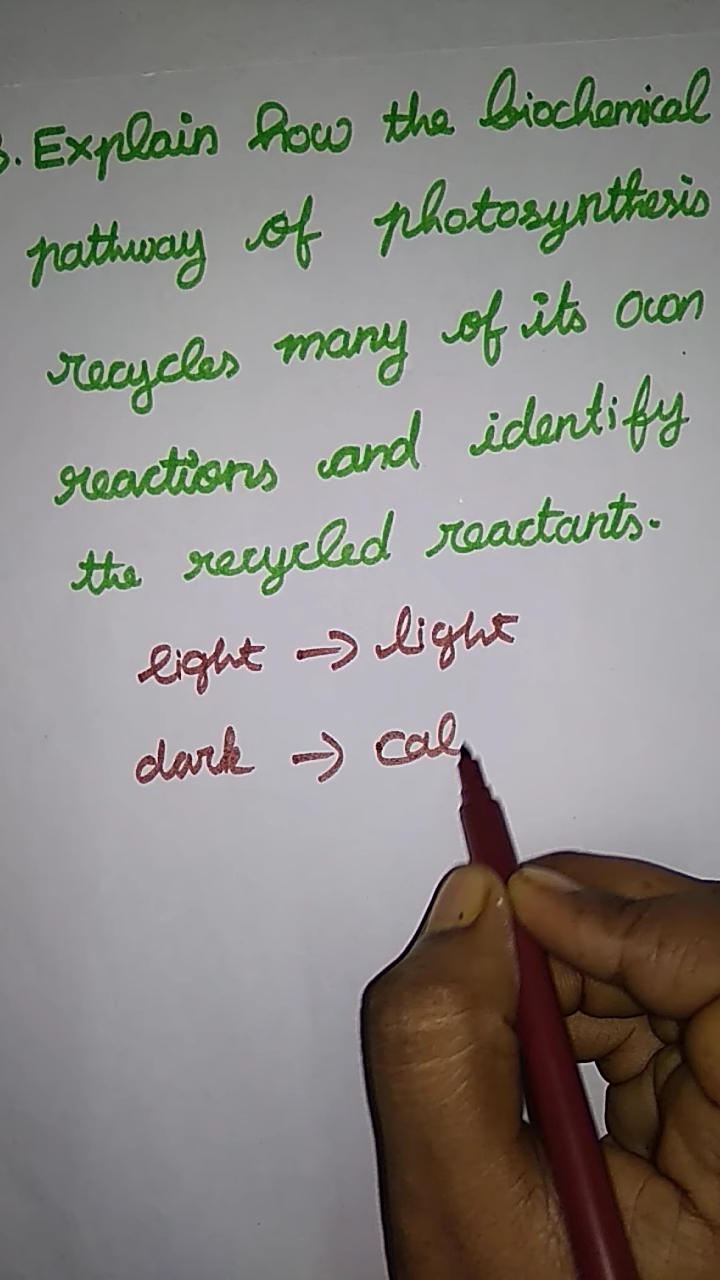 3. Explain how the biochemical
pathway of photosynthesis
recycles many of its own
reactions and identify
the recycled reactants.
light → light
dark → cal